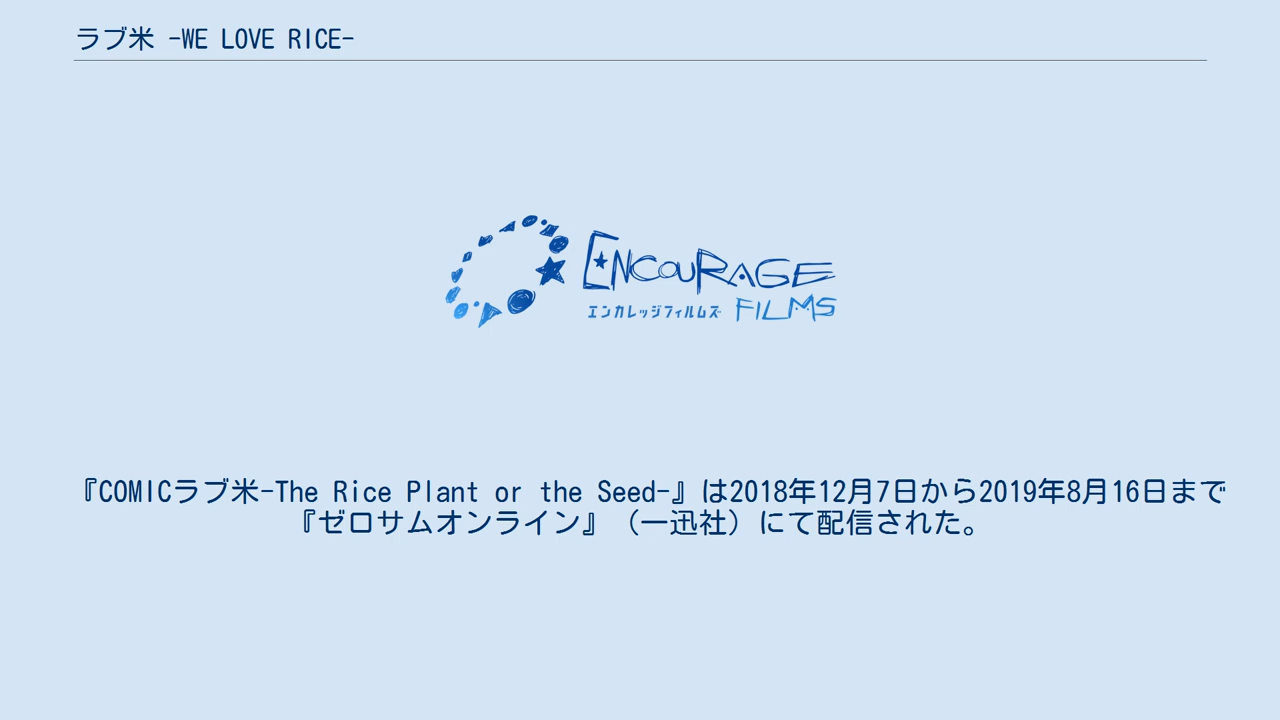 ラブ米 -WE LOVE RICE-
ENCOURAGE
エンカレッジフィルムズ FILMS
『COMICラブ米-The Rice Plant or the Seed-』は2018年12月7日から2019年8月16日まで
『ゼロサムオンライン』（一迅社）にて配信された。